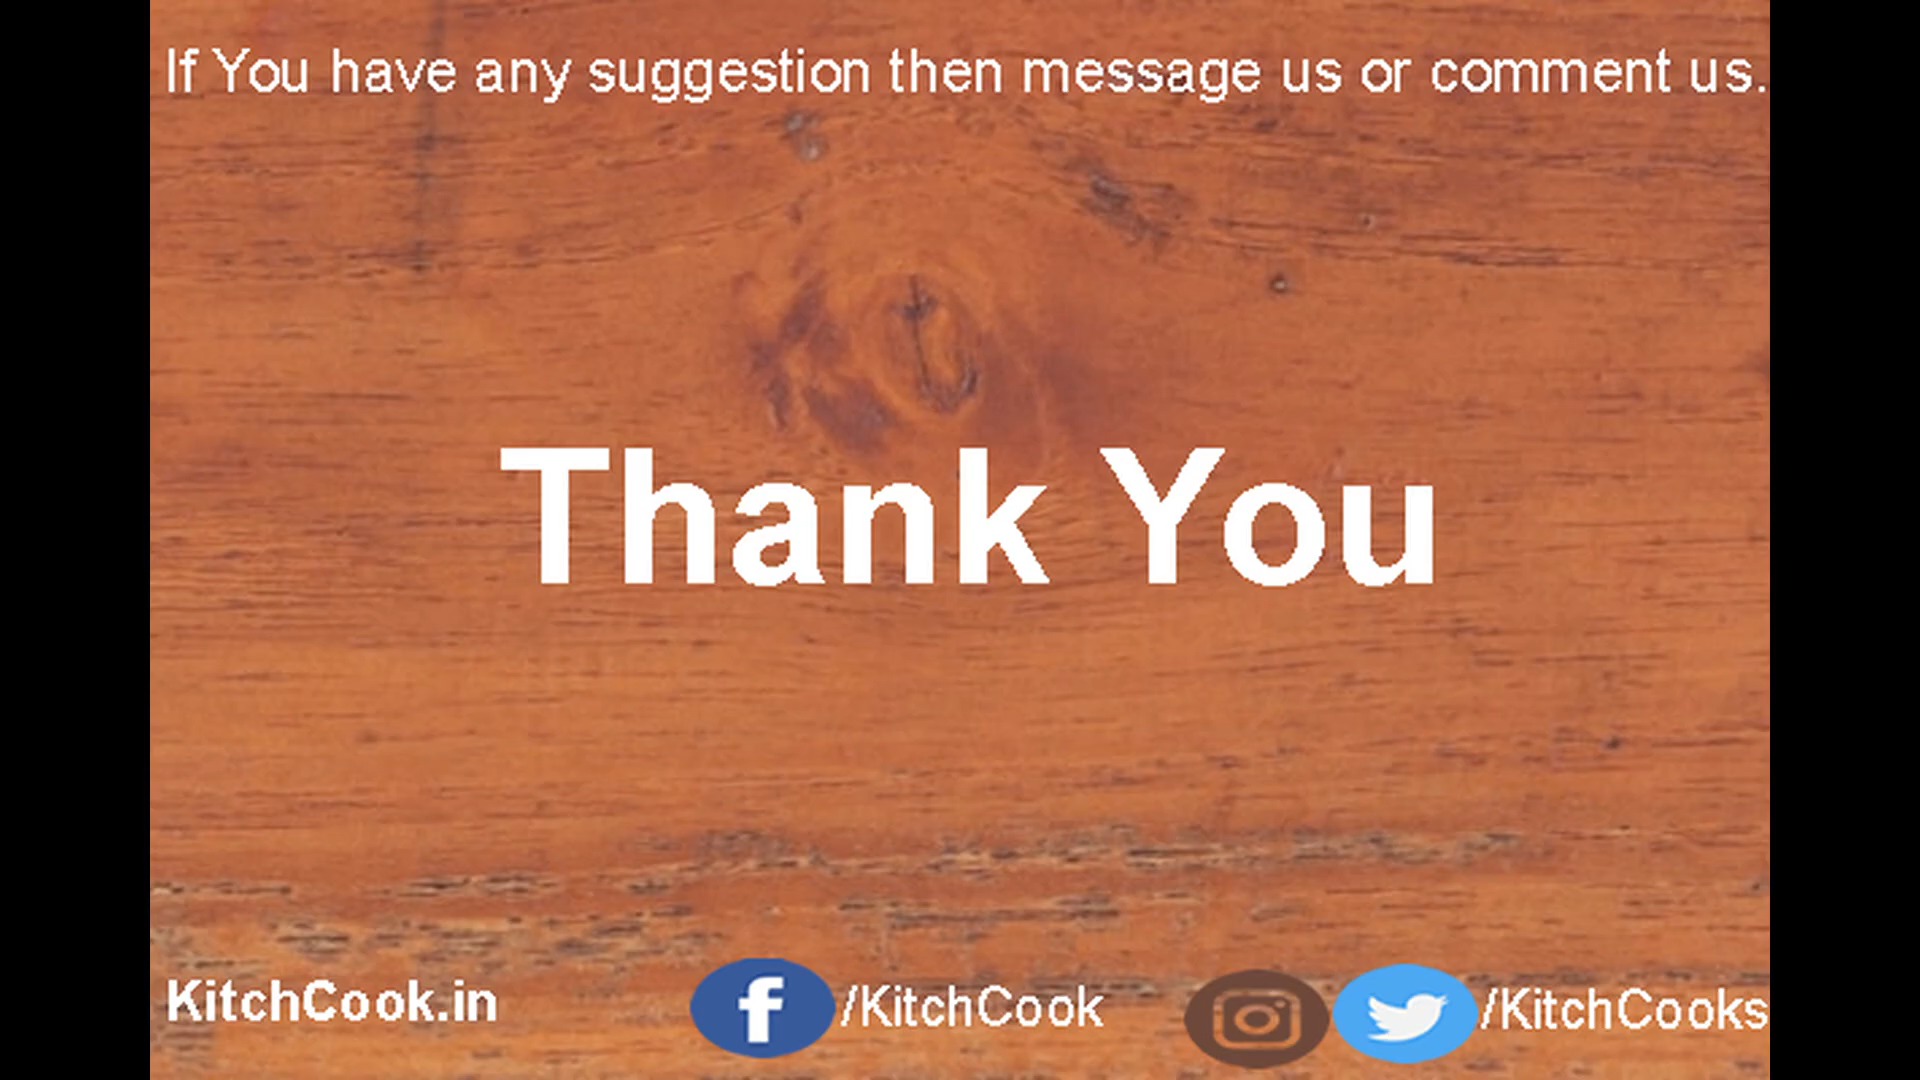 If You have any suggestion then message us or comment us.
Thank You
KitchCook.in /KitchCook /KitchCooks